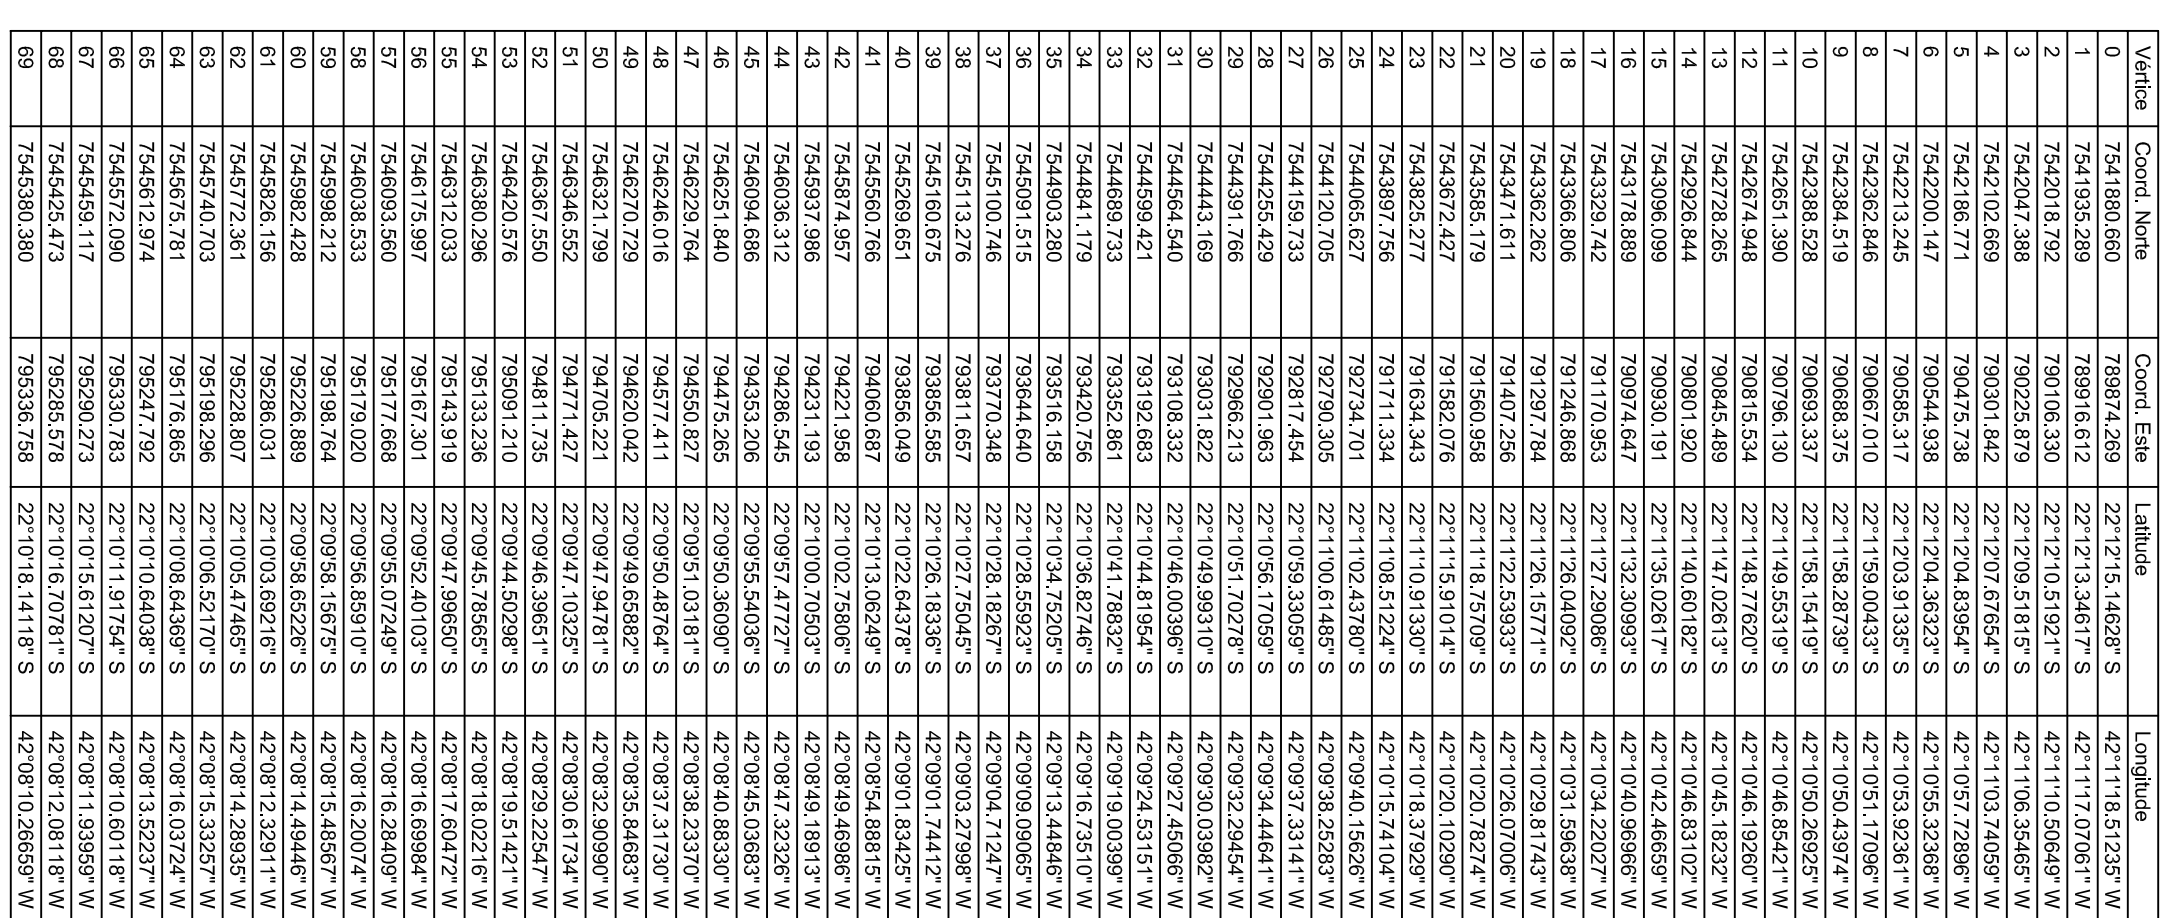 Vértice Coord. Norte Coord. Este Latitude Longitude
0 7541880.660 789874.269 22°12'15.14628" S 42°11'18.51235" W
1 7541935.289 789916.612 22°12'13.34617" S 42°11'17.07061" W
2 7542018.792 790106.330 22°12'10.51921" S 42°11'10.50649" W
3 7542047.388 790225.879 22°12'09.51815" S 42°11'06.35465" W
4 7542102.669 790301.842 22°12'07.67654" S 42°11'03.74059" W
5 7542186.771 790475.738 22°12'04.83954" S 42°10'57.72896" W
6 7542200.147 790544.938 22°12'04.36323" S 42°10'55.32368" W
7 7542213.245 790585.317 22°12'03.91335" S 42°10'53.92361" W
8 7542362.846 790667.010 22°11'59.00433" S 42°10'51.17096" W
9 7542384.519 790688.375 22°11'58.28739" S 42°10'50.43974" W
10 7542388.528 790693.337 22°11'58.15419" S 42°10'50.26925" W
11 7542651.390 790796.130 22°11'49.55319" S 42°10'46.85421" W
12 7542674.948 790815.534 22°11'48.77620" S 42°10'46.19260" W
13 7542728.265 790845.489 22°11'47.02613" S 42°10'45.18232" W
14 7542926.844 790801.920 22°11'40.60182" S 42°10'46.83102" W
15 7543096.099 790930.191 22°11'35.02617" S 42°10'42.46659" W
16 7543178.889 790974.647 22°11'32.30993" S 42°10'40.96966" W
17 7543329.742 791170.953 22°11'27.29086" S 42°10'34.22027" W
18 7543366.806 791246.868 22°11'26.04092" S 42°10'31.59638" W
19 7543362.262 791297.784 22°11'26.15771" S 42°10'29.81743" W
20 7543471.611 791407.256 22°11'22.53933" S 42°10'26.07006" W
21 7543585.179 791560.958 22°11'18.75709" S 42°10'20.78274" W
22 7543672.427 791582.076 22°11'15.91014" S 42°10'20.10290" W
23 7543825.277 791634.343 22°11'10.91330" S 42°10'18.37929" W
24 7543897.756 791711.334 22°11'08.51224" S 42°10'15.74104" W
25 7544065.627 792734.701 22°11'02.43780" S 42°09'40.15626" W
26 7544120.705 792790.305 22°11'00.61485" S 42°09'38.25283" W
27 7544159.733 792817.454 22°10'59.33059" S 42°09'37.33141" W
28 7544255.429 792901.963 22°10'56.17059" S 42°09'34.44641" W
29 7544391.766 792966.213 22°10'51.70278" S 42°09'32.29454" W
30 7544443.169 793031.822 22°10'49.99310" S 42°09'30.03982" W
31 7544564.540 793108.332 22°10'46.00396" S 42°09'27.45066" W
32 7544599.421 793192.683 22°10'44.81954" S 42°09'24.53151" W
33 7544689.733 793352.861 22°10'41.78832" S 42°09'19.00399" W
34 7544841.179 793420.756 22°10'36.82746" S 42°09'16.73510" W
35 7544903.280 793516.158 22°10'34.75205" S 42°09'13.44846" W
36 7545091.515 793644.640 22°10'28.55923" S 42°09'09.09065" W
37 7545100.746 793770.348 22°10'28.18267" S 42°09'04.71247" W
38 7545113.276 793811.657 22°10'27.75045" S 42°09'03.27998" W
39 7545160.675 793856.585 22°10'26.18336" S 42°09'01.74412" W
40 7545269.651 793856.049 22°10'22.64378" S 42°09'01.83425" W
41 7545560.766 794060.687 22°10'13.06249" S 42°08'54.88815" W
42 7545874.957 794221.958 22°10'02.75806" S 42°08'49.46986" W
43 7545937.986 794231.193 22°10'00.70503" S 42°08'49.18913" W
44 7546036.312 794286.545 22°09'57.47727" S 42°08'47.32326" W
45 7546094.686 794353.206 22°09'55.54036" S 42°08'45.03683" W
46 7546251.840 794475.265 22°09'50.36090" S 42°08'40.88330" W
47 7546229.764 794550.827 22°09'51.03181" S 42°08'38.23370" W
48 7546246.016 794577.411 22°09'50.48764" S 42°08'37.31730" W
49 7546270.729 794620.042 22°09'49.65882" S 42°08'35.84683" W
50 7546321.799 794705.221 22°09'47.94781" S 42°08'32.90990" W
51 7546346.552 794771.427 22°09'47.10325" S 42°08'30.61734" W
52 7546367.550 794811.735 22°09'46.39651" S 42°08'29.22547" W
53 7546420.576 795091.210 22°09'44.50298" S 42°08'19.51421" W
54 7546380.296 795133.236 22°09'45.78565" S 42°08'18.02216" W
55 7546312.033 795143.919 22°09'47.99650" S 42°08'17.60472" W
56 7546175.997 795167.301 22°09'52.40103" S 42°08'16.69984" W
57 7546093.560 795177.668 22°09'55.07249" S 42°08'16.28409" W
58 7546038.533 795179.020 22°09'56.85910" S 42°08'16.20074" W
59 7545998.212 795198.764 22°09'58.15675" S 42°08'15.48567" W
60 7545982.428 795226.889 22°09'58.65226" S 42°08'14.49446" W
61 7545826.156 795286.031 22°10'03.69216" S 42°08'12.32911" W
62 7545772.361 795228.807 22°10'05.47465" S 42°08'14.28935" W
63 7545740.703 795198.296 22°10'06.52170" S 42°08'15.33257" W
64 7545675.781 795176.865 22°10'08.64369" S 42°08'16.03724" W
65 7545612.974 795247.792 22°10'10.64038" S 42°08'13.52237" W
66 7545572.090 795330.783 22°10'11.91754" S 42°08'10.60118" W
67 7545459.117 795290.273 22°10'15.61207" S 42°08'11.93959" W
68 7545425.473 795285.578 22°10'16.70781" S 42°08'12.08118" W
69 7545380.380 795336.758 22°10'18.14118" S 42°08'10.26659" W